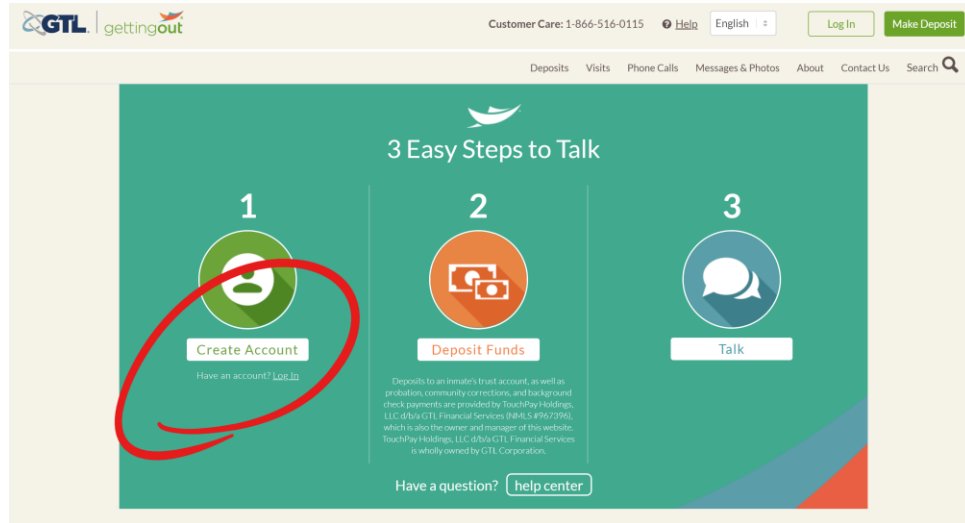 GTL | gettingout
Customer Care: 1-866-516-0115 Help English Log In Make Deposit
Deposits Visits Phone Calls Messages & Photos About Contact Us Search
3 Easy Steps to Talk
1
Create Account
Have an account? Log In
2
Deposit Funds
Deposits to an inmate's trust account, as well as
probation, community corrections, and background
check payments are provided by TouchPay Holdings,
LLC d/b/a GTL Financial Services (NMLS #967396),
which is also the owner and manager of this website.
TouchPay Holdings, LLC d/b/a GTL Financial Services
is wholly owned by GTL Corporation.
3
Talk
Have a question? help center